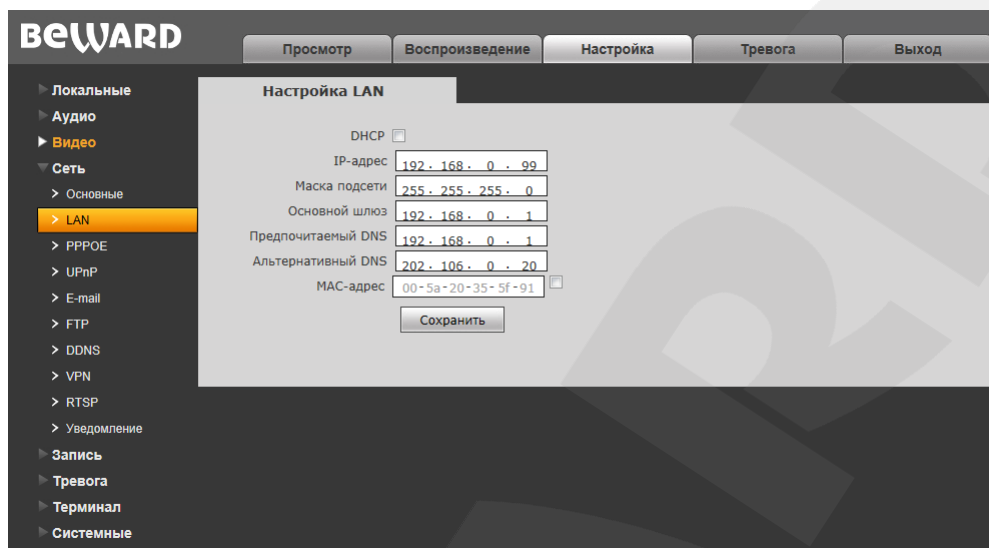 BEWARD
Просмотр Воспроизведение Настройка Тревога Выход
Локальные
Аудио
Видео
Сеть
Основные
LAN
PPPOE
UPnP
E-mail
FTP
DDNS
VPN
RTSP
Уведомление
Запись
Тревога
Терминал
Системные
Настройка LAN
DHCP
IP-адрес 192. 168. 0 . 99
Маска подсети 255. 255. 255. 0
Основной шлюз 192. 168. 0 . 1
Предпочитаемый DNS 192. 168. 0 . 1
Альтернативный DNS 202. 106. 0 . 20
MAC-адрес 00-5a-20-35-5f-91
Сохранить